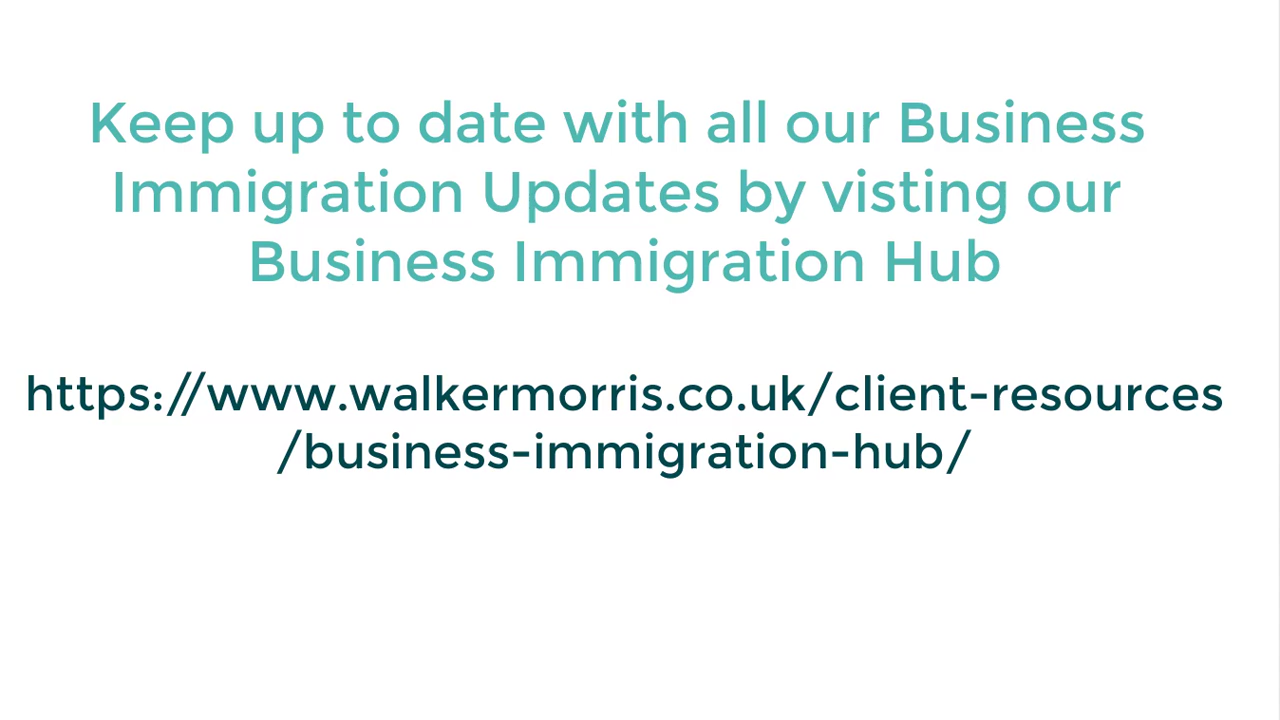 Keep up to date with all our Business
Immigration Updates by visting our
Business Immigration Hub
https://www.walkermorris.co.uk/client-resources
/business-immigration-hub/